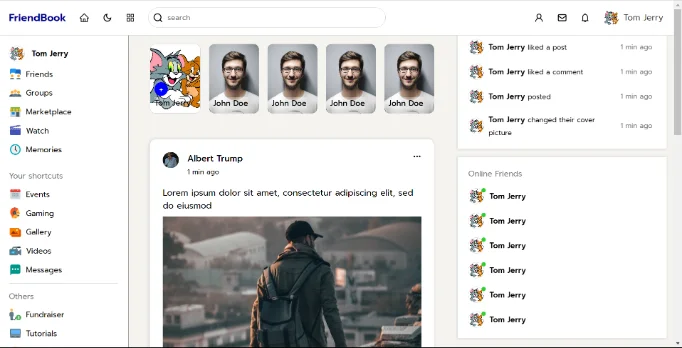 FriendBook
search
Tom Jerry
Tom Jerry
Friends
Groups
Marketplace
Watch
Memories
Your shortcuts
Events
Gaming
Gallery
Videos
Messages
Others
Fundraiser
Tutorials
Tom Jerry
John Doe
John Doe
John Doe
John Doe
Albert Trump
1 min ago
Lorem ipsum dolor sit amet, consectetur adipiscing elit, sed
do eiusmod
Tom Jerry liked a post 1 min ago
Tom Jerry liked a comment 1 min ago
Tom Jerry posted 1 min ago
Tom Jerry changed their cover
picture 1 min ago
Online Friends
Tom Jerry
Tom Jerry
Tom Jerry
Tom Jerry
Tom Jerry
Tom Jerry